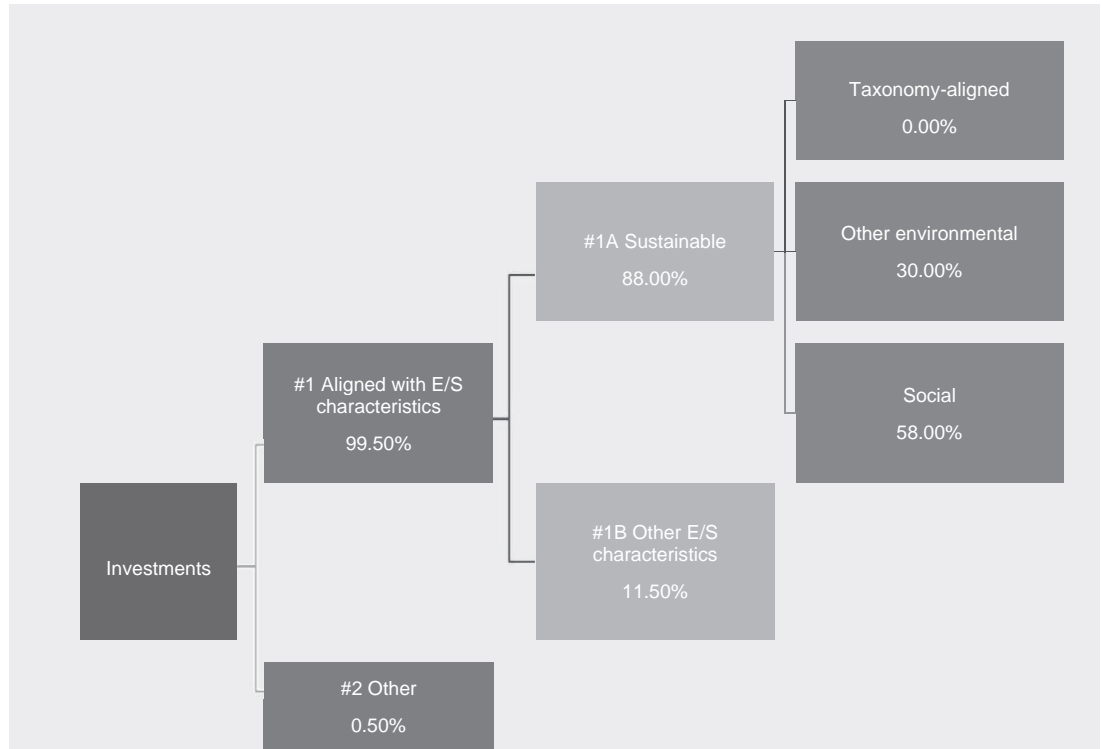 Taxonomy-aligned
0.00%
#1A Sustainable
88.00%
Other environmental
30.00%
#1 Aligned with E/S
characteristics
99.50%
Social
58.00%
Investments
#1B Other E/S
characteristics
11.50%
#2 Other
0.50%